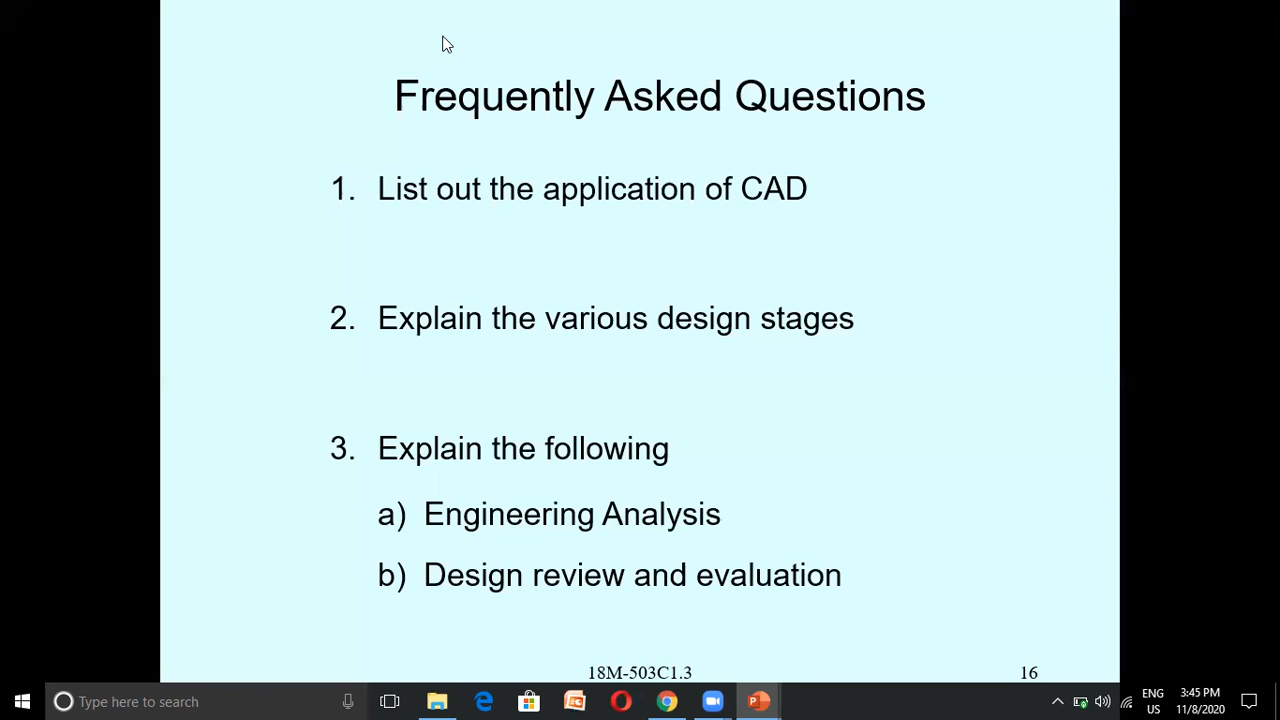 Frequently Asked Questions
1. List out the application of CAD
2. Explain the various design stages
3. Explain the following
a) Engineering Analysis
b) Design review and evaluation
18M-503C1.3
16
Type here to search
ENG
US
3:45 PM
11/8/2020